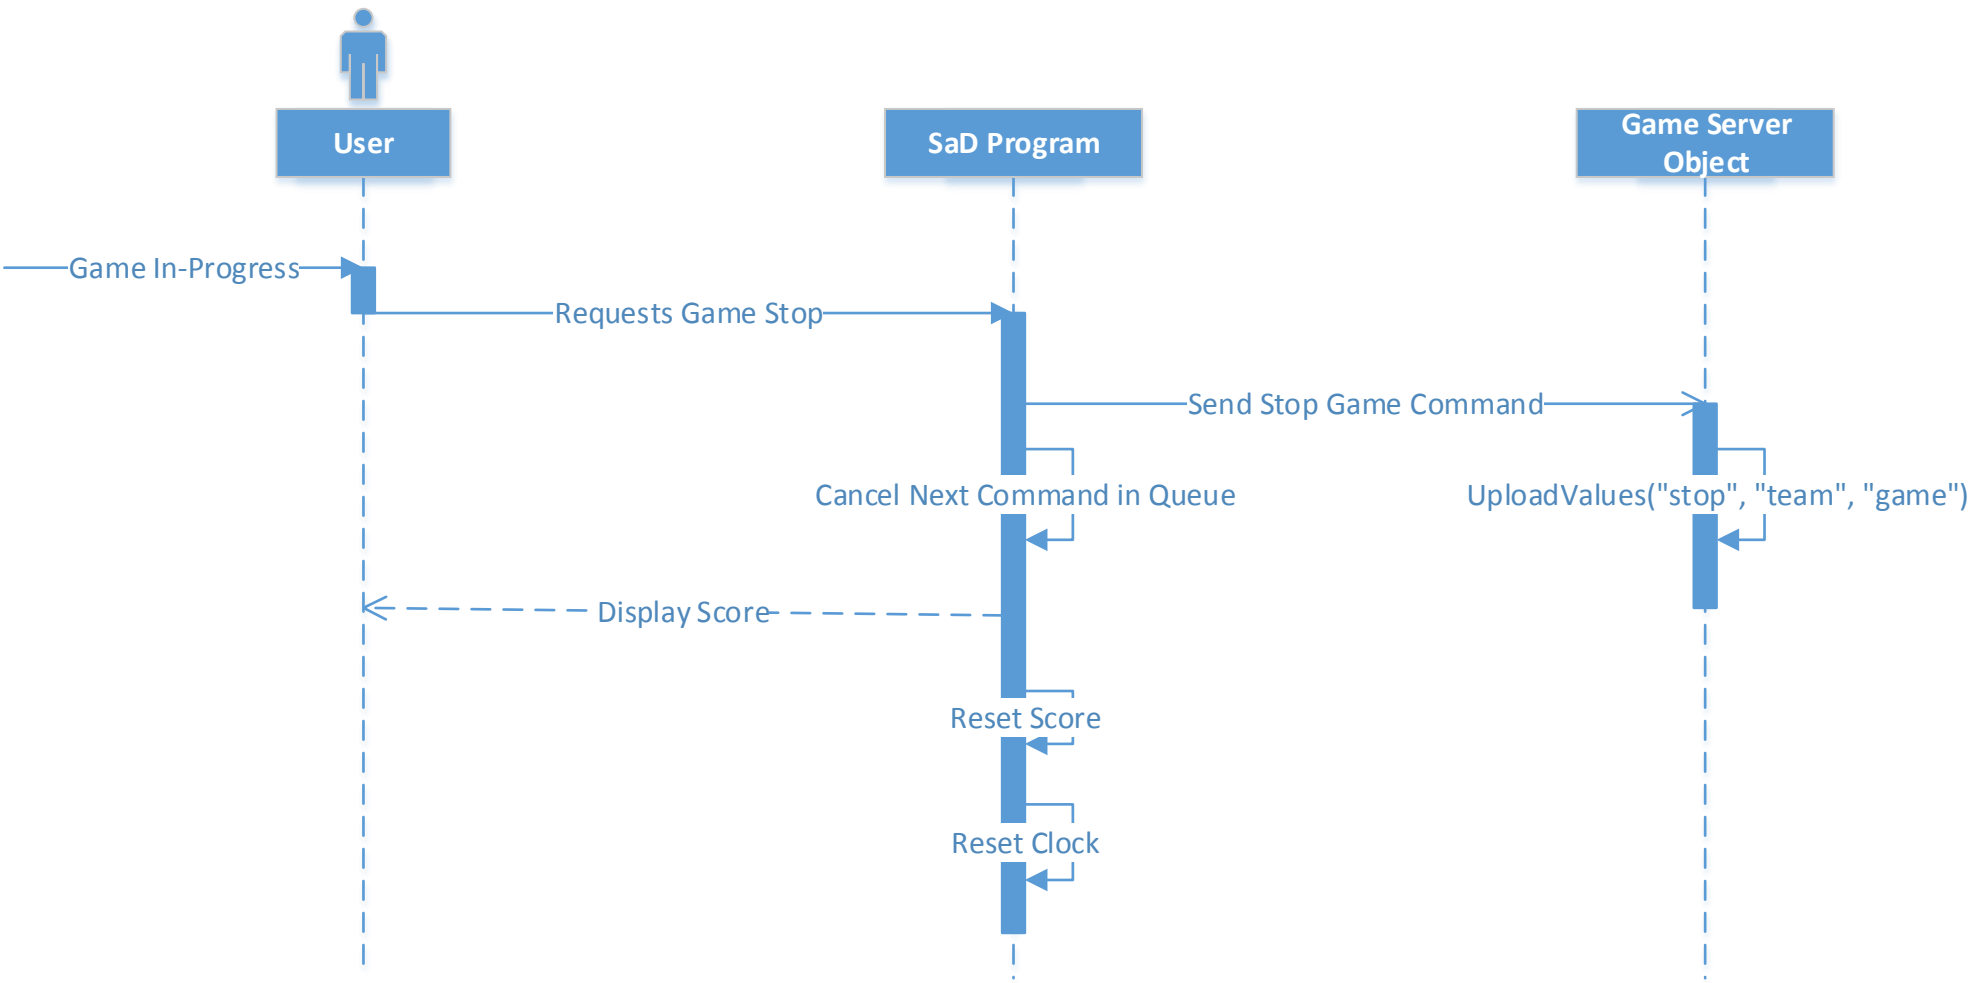 User
SaD Program
Game Server
Object
Game In-Progress
Requests Game Stop
Send Stop Game Command
Cancel Next Command in Queue
UploadValues("stop", "team", "game")
Display Score
Reset Score
Reset Clock